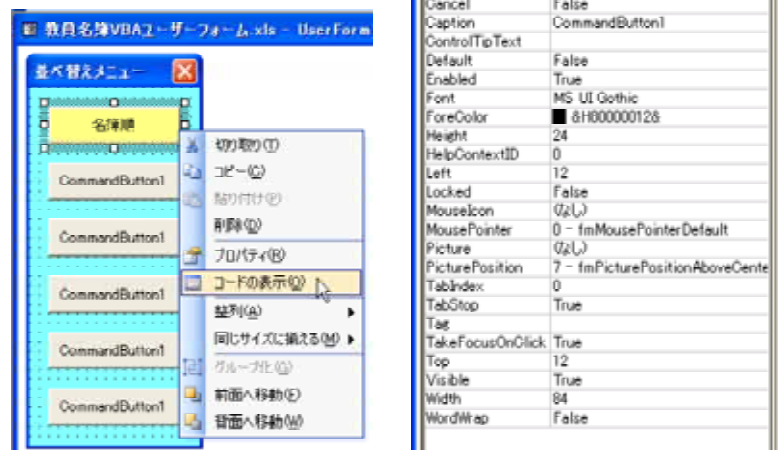 教員名簿VBAユーザーフォーム.xls - UserForm
並べ替えメニュー
名簿順
CommandButton1
CommandButton1
CommandButton1
CommandButton1
CommandButton1
切り取り(T)
コピー(C)
貼り付け(P)
削除(D)
プロパティ(R)
コードの表示(O)
整列(A)
同じサイズに揃える(M)
グループ化(G)
前面へ移動(F)
背面へ移動(W)
Cancel False
Caption CommandButton1
ControlTipText
Default False
Enabled True
Font MS UI Gothic
ForeColor &H80000012&
Height 24
HelpContextID 0
Left 12
Locked False
MouseIcon (なし)
MousePointer 0 - fmMousePointerDefault
Picture (なし)
PicturePosition 7 - fmPicturePositionAboveCente
TabIndex 0
TabStop True
Tag
TakeFocusOnClick True
Top 12
Visible True
Width 84
WordWrap False